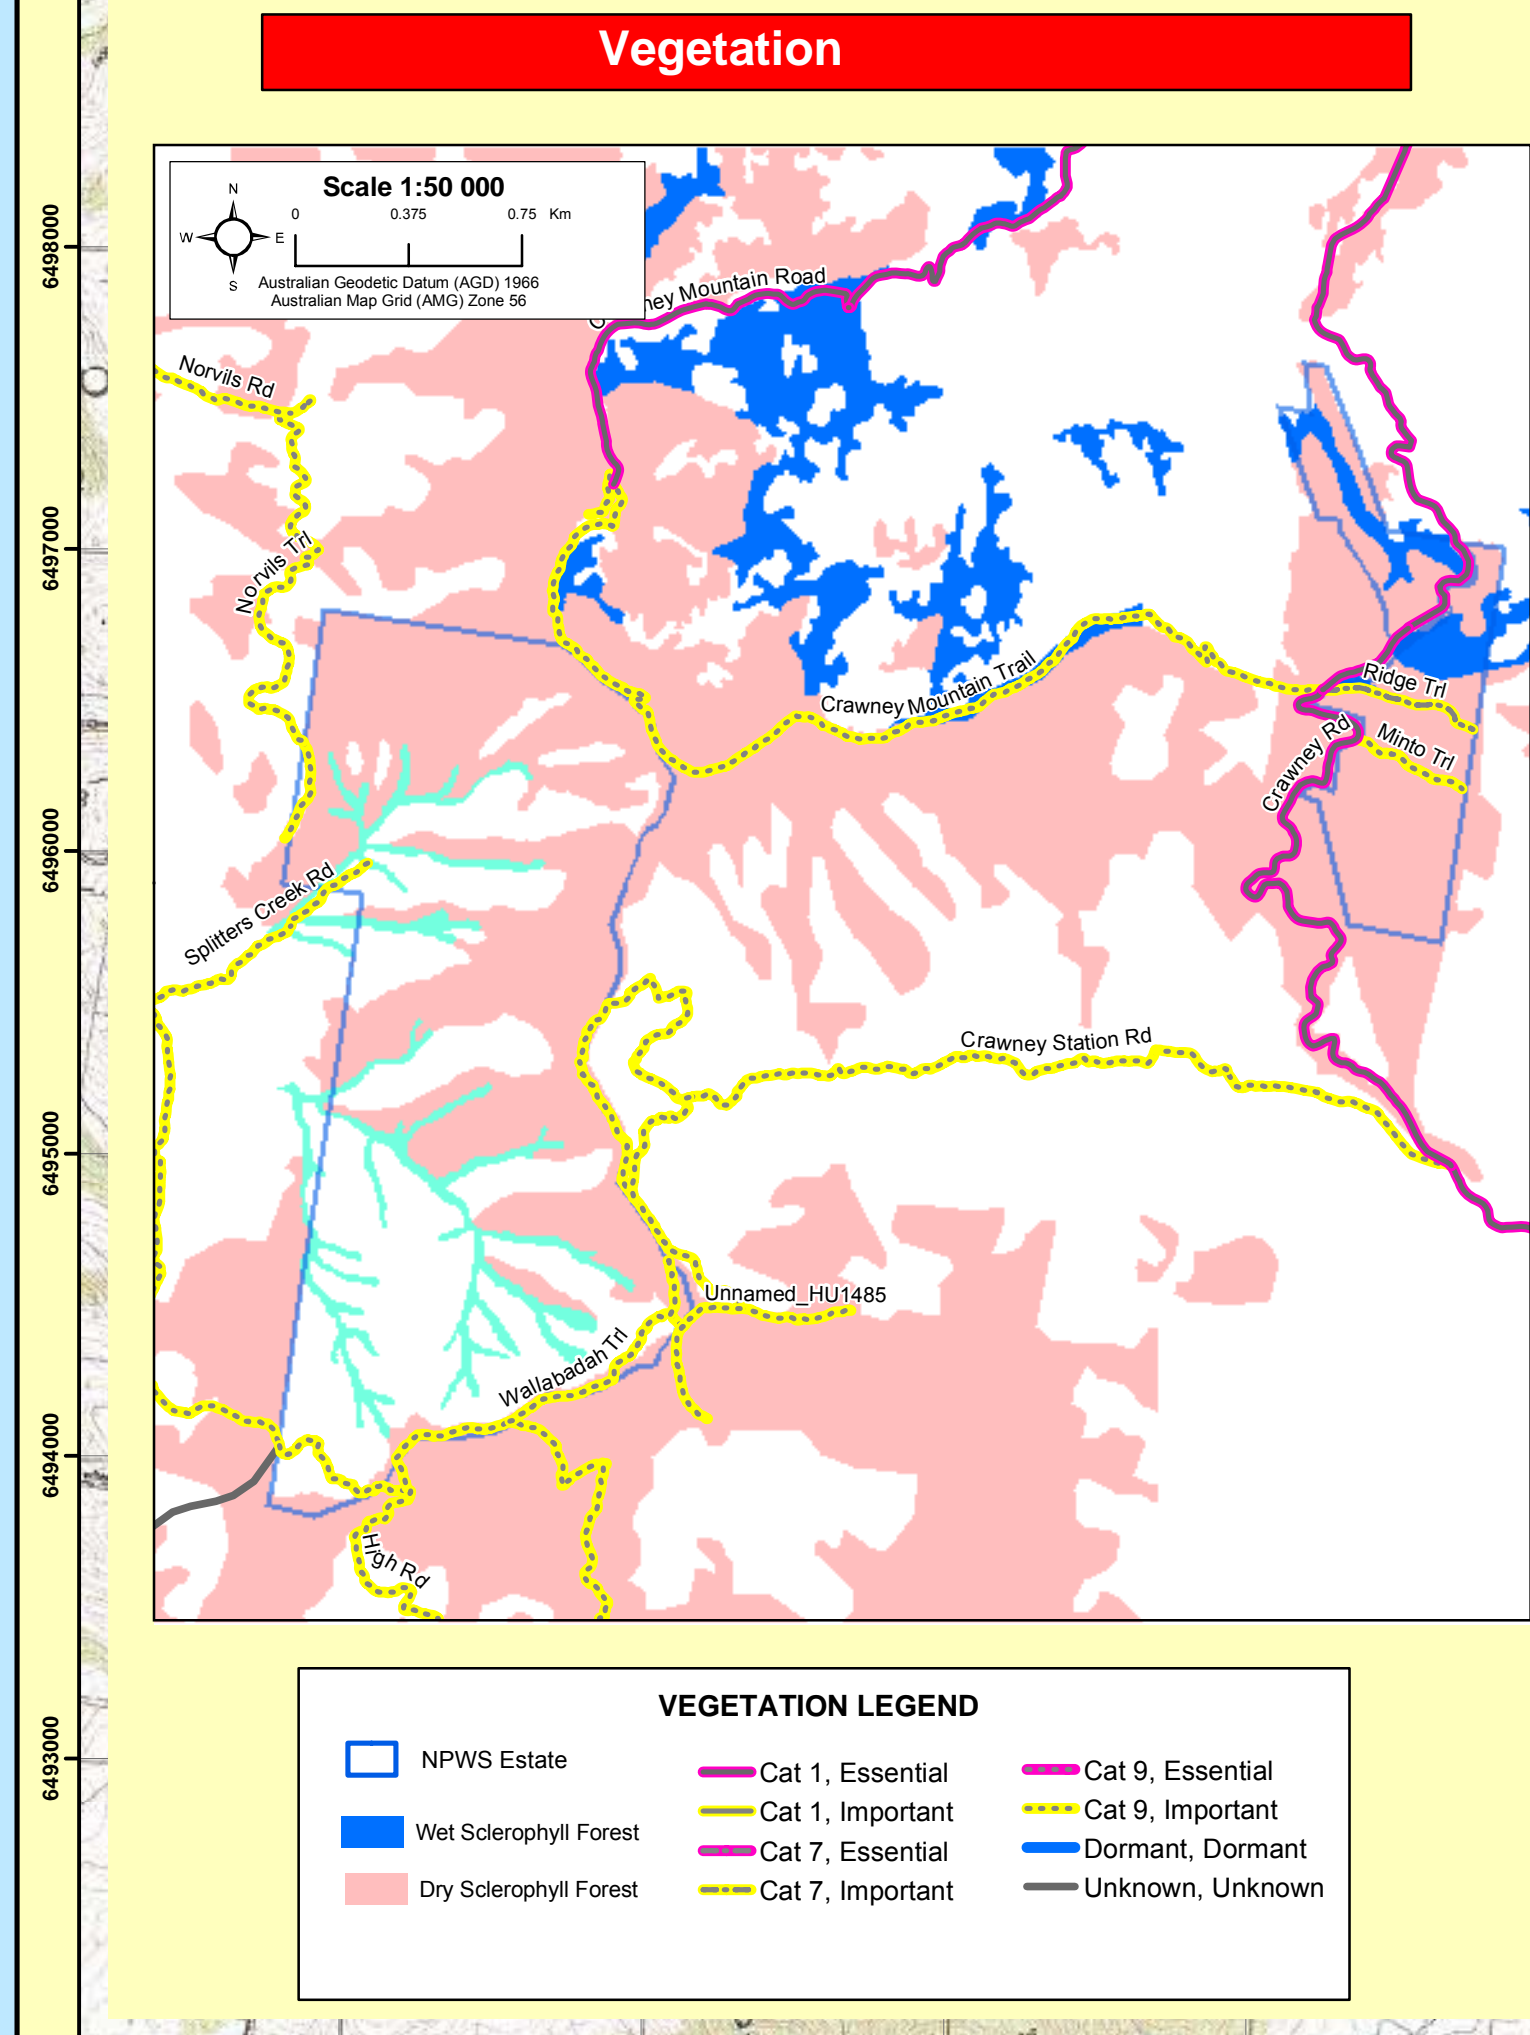 Vegetation
Scale 1:50 000
N
W
E
S
0
0.375
0.75 Km
Australian Geodetic Datum (AGD) 1966
Australian Map Grid (AMG) Zone 56
ney Mountain Road
Norvils Rd
Norvils Trl
Crawney Mountain Trail
Ridge Trl
Minto Trl
Crawney Rd
Splitters Creek Rd
Crawney Station Rd
Unnamed_HU1485
Wallabadah Trl
High Rd
6498000
6497000
6496000
6495000
6494000
6493000
VEGETATION LEGEND
NPWS Estate
Wet Sclerophyll Forest
Dry Sclerophyll Forest
Cat 1, Essential
Cat 1, Important
Cat 7, Essential
Cat 7, Important
Cat 9, Essential
Cat 9, Important
Dormant, Dormant
Unknown, Unknown